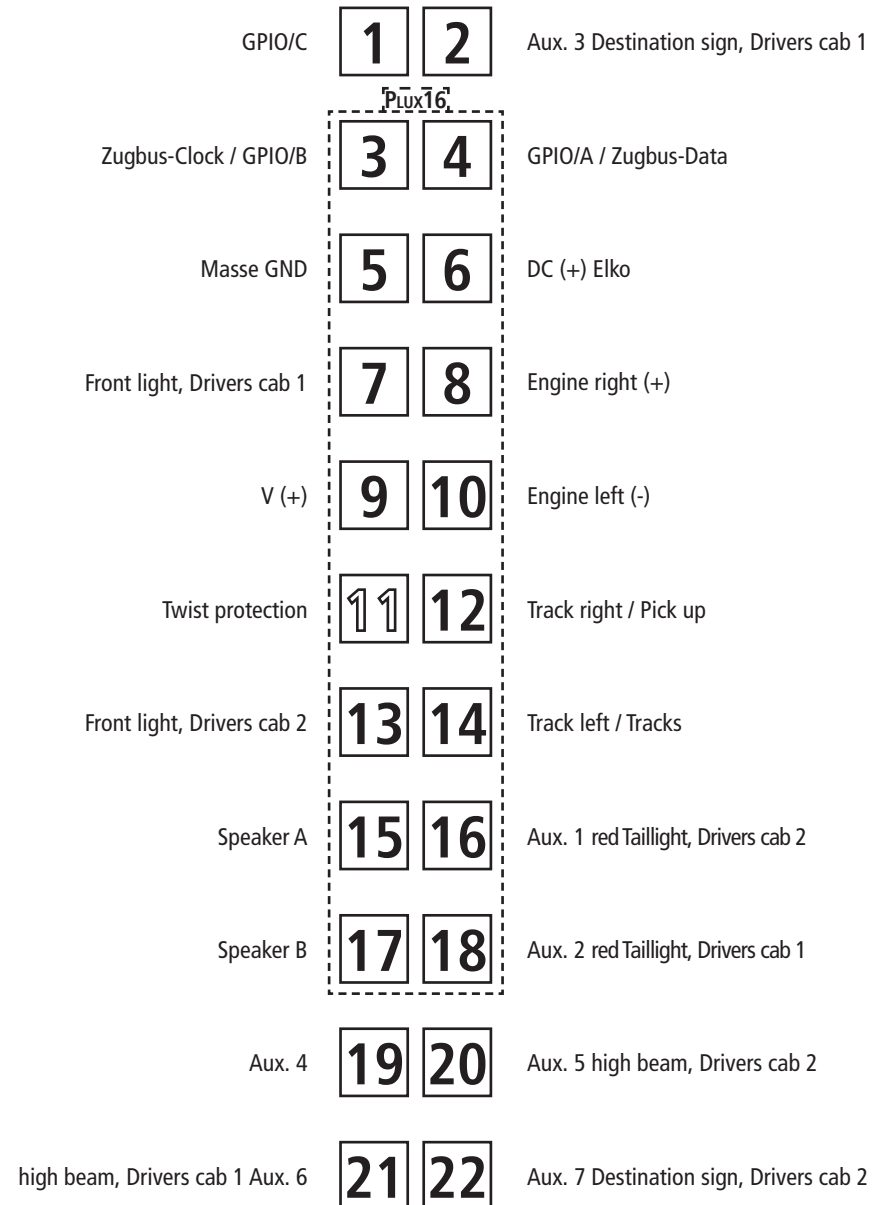 GPIO/C 1 2 Aux. 3 Destination sign, Drivers cab 1
PLUX16
Zugbus-Clock / GPIO/B 3 4 GPIO/A / Zugbus-Data
Masse GND 5 6 DC (+) Elko
Front light, Drivers cab 1 7 8 Engine right (+)
V (+) 9 10 Engine left (-)
Twist protection 11 12 Track right / Pick up
Front light, Drivers cab 2 13 14 Track left / Tracks
Speaker A 15 16 Aux. 1 red Taillight, Drivers cab 2
Speaker B 17 18 Aux. 2 red Taillight, Drivers cab 1
Aux. 4 19 20 Aux. 5 high beam, Drivers cab 2
high beam, Drivers cab 1 Aux. 6 21 22 Aux. 7 Destination sign, Drivers cab 2